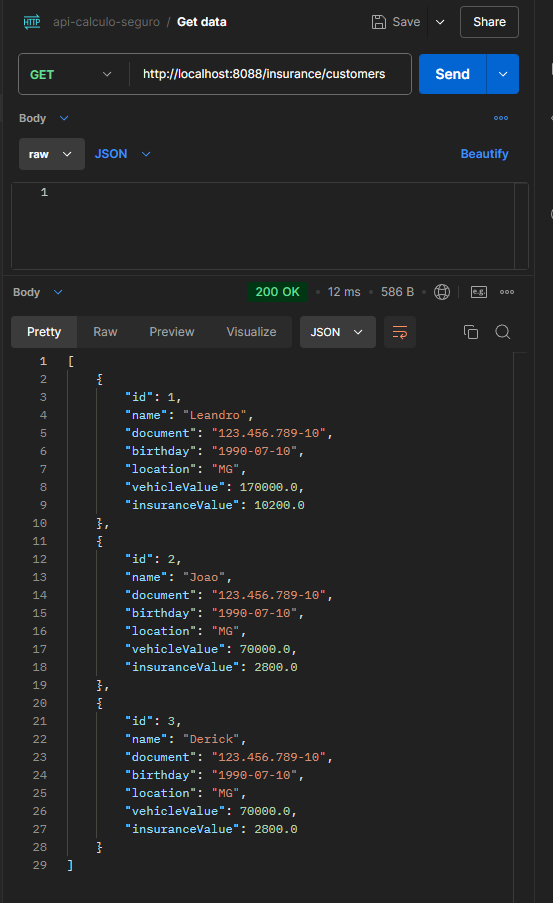 HTTP api-calculo-seguro / Get data Save Share
GET http://localhost:8088/insurance/customers Send
Body
raw JSON Beautify
1
Body 200 OK 12 ms 586 B e.g.
Pretty Raw Preview Visualize JSON
1 [
2 {
3 "id": 1,
4 "name": "Leandro",
5 "document": "123.456.789-10",
6 "birthday": "1990-07-10",
7 "location": "MG",
8 "vehicleValue": 170000.0,
9 "insuranceValue": 10200.0
10 },
11 {
12 "id": 2,
13 "name": "Joao",
14 "document": "123.456.789-10",
15 "birthday": "1990-07-10",
16 "location": "MG",
17 "vehicleValue": 70000.0,
18 "insuranceValue": 2800.0
19 },
20 {
21 "id": 3,
22 "name": "Derick",
23 "document": "123.456.789-10",
24 "birthday": "1990-07-10",
25 "location": "MG",
26 "vehicleValue": 70000.0,
27 "insuranceValue": 2800.0
28 }
29 ]